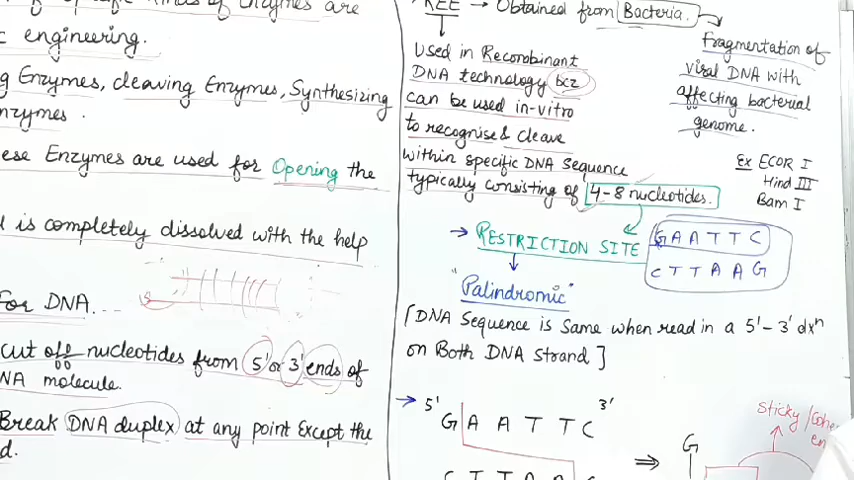 Enzymes are
engineering.
Enzymes, cleaving Enzymes, Synthesizing
Enzymes are used for Opening the
is completely dissolved with the help
For DNA....
cut off nucleotides from 5' or 3' ends of
molecule.
Break DNA duplex at any point Except the
REE → Obtained from Bacteria.
Fragmentation of
viral DNA with
affecting bacterial
genome.
Used in Recombinant
DNA technology bcz
can be used in-vitro
to recognise & cleave
within specific DNA Sequence
typically consisting of 4-8 nucleotides.
Ex ECOR I
Hind III
Bam I
→ RESTRICTION SITE
GAATTC
CTTAAG
"Palindromic"
[DNA Sequence is Same when read in a 5'-3' dxn
on Both DNA Strand]
→ 5' G A A T T C 3'
C T T A A G
⇒ G
Sticky/Cohe
en